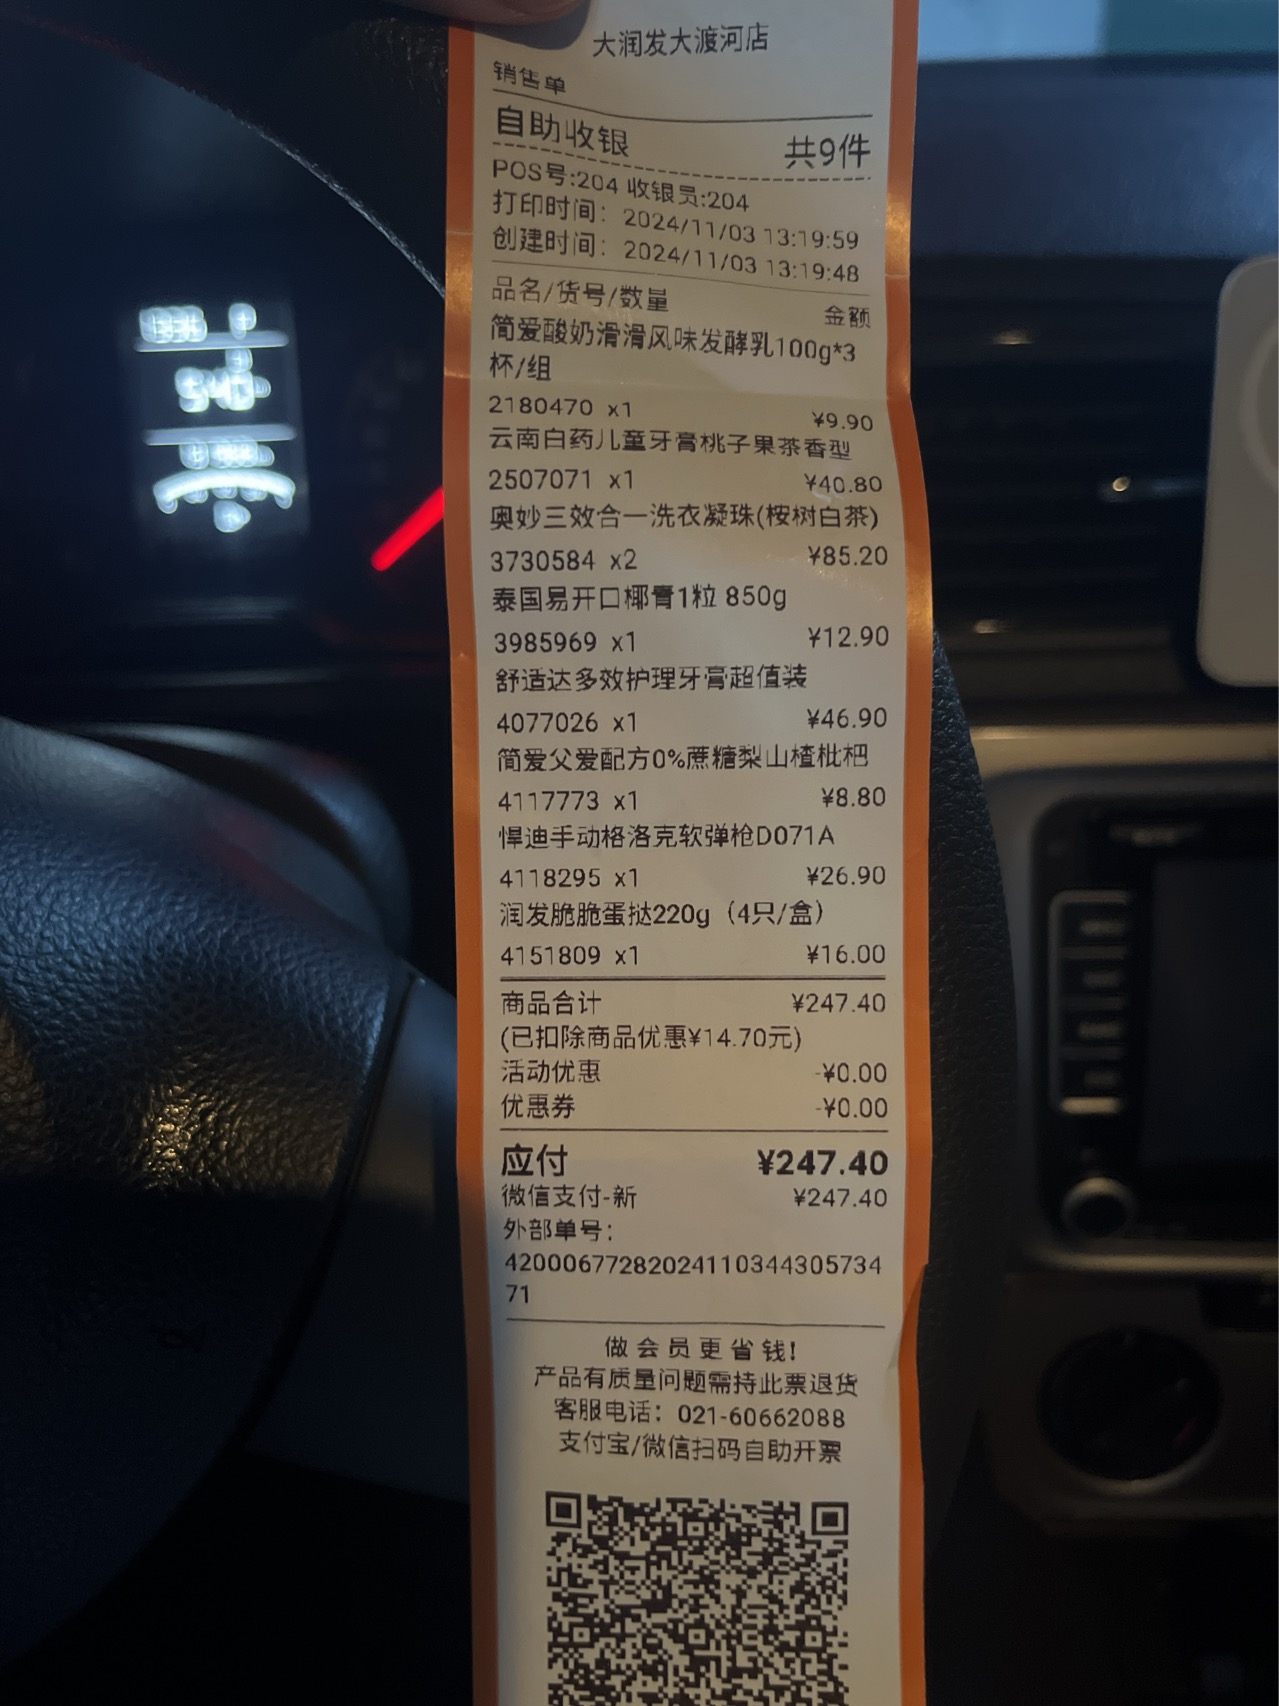 大润发大渡河店
销售单
自助收银 共9件
POS号:204 收银员:204
打印时间: 2024/11/03 13:19:59
创建时间: 2024/11/03 13:19:48
品名/货号/数量 金额
简爱酸奶滑滑风味发酵乳100g*3
杯/组
2180470 x1 ¥9.90
云南白药儿童牙膏桃子果茶香型
2507071 x1 ¥40.80
奥妙三效合一洗衣凝珠(桉树白茶)
3730584 x2 ¥85.20
泰国易开口椰青1粒 850g
3985969 x1 ¥12.90
舒适达多效护理牙膏超值装
4077026 x1 ¥46.90
简爱父爱配方0%蔗糖梨山楂枇杷
4117773 x1 ¥8.80
悍迪手动格洛克软弹枪D071A
4118295 x1 ¥26.90
润发脆脆蛋挞220g（4只/盒）
4151809 x1 ¥16.00
商品合计 ¥247.40
(已扣除商品优惠¥14.70元)
活动优惠 -¥0.00
优惠券 -¥0.00
应付 ¥247.40
微信支付-新 ¥247.40
外部单号:
42000677282024110344305734
71
做会员更省钱!
产品有质量问题需持此票退货
客服电话: 021-60662088
支付宝/微信扫码自助开票